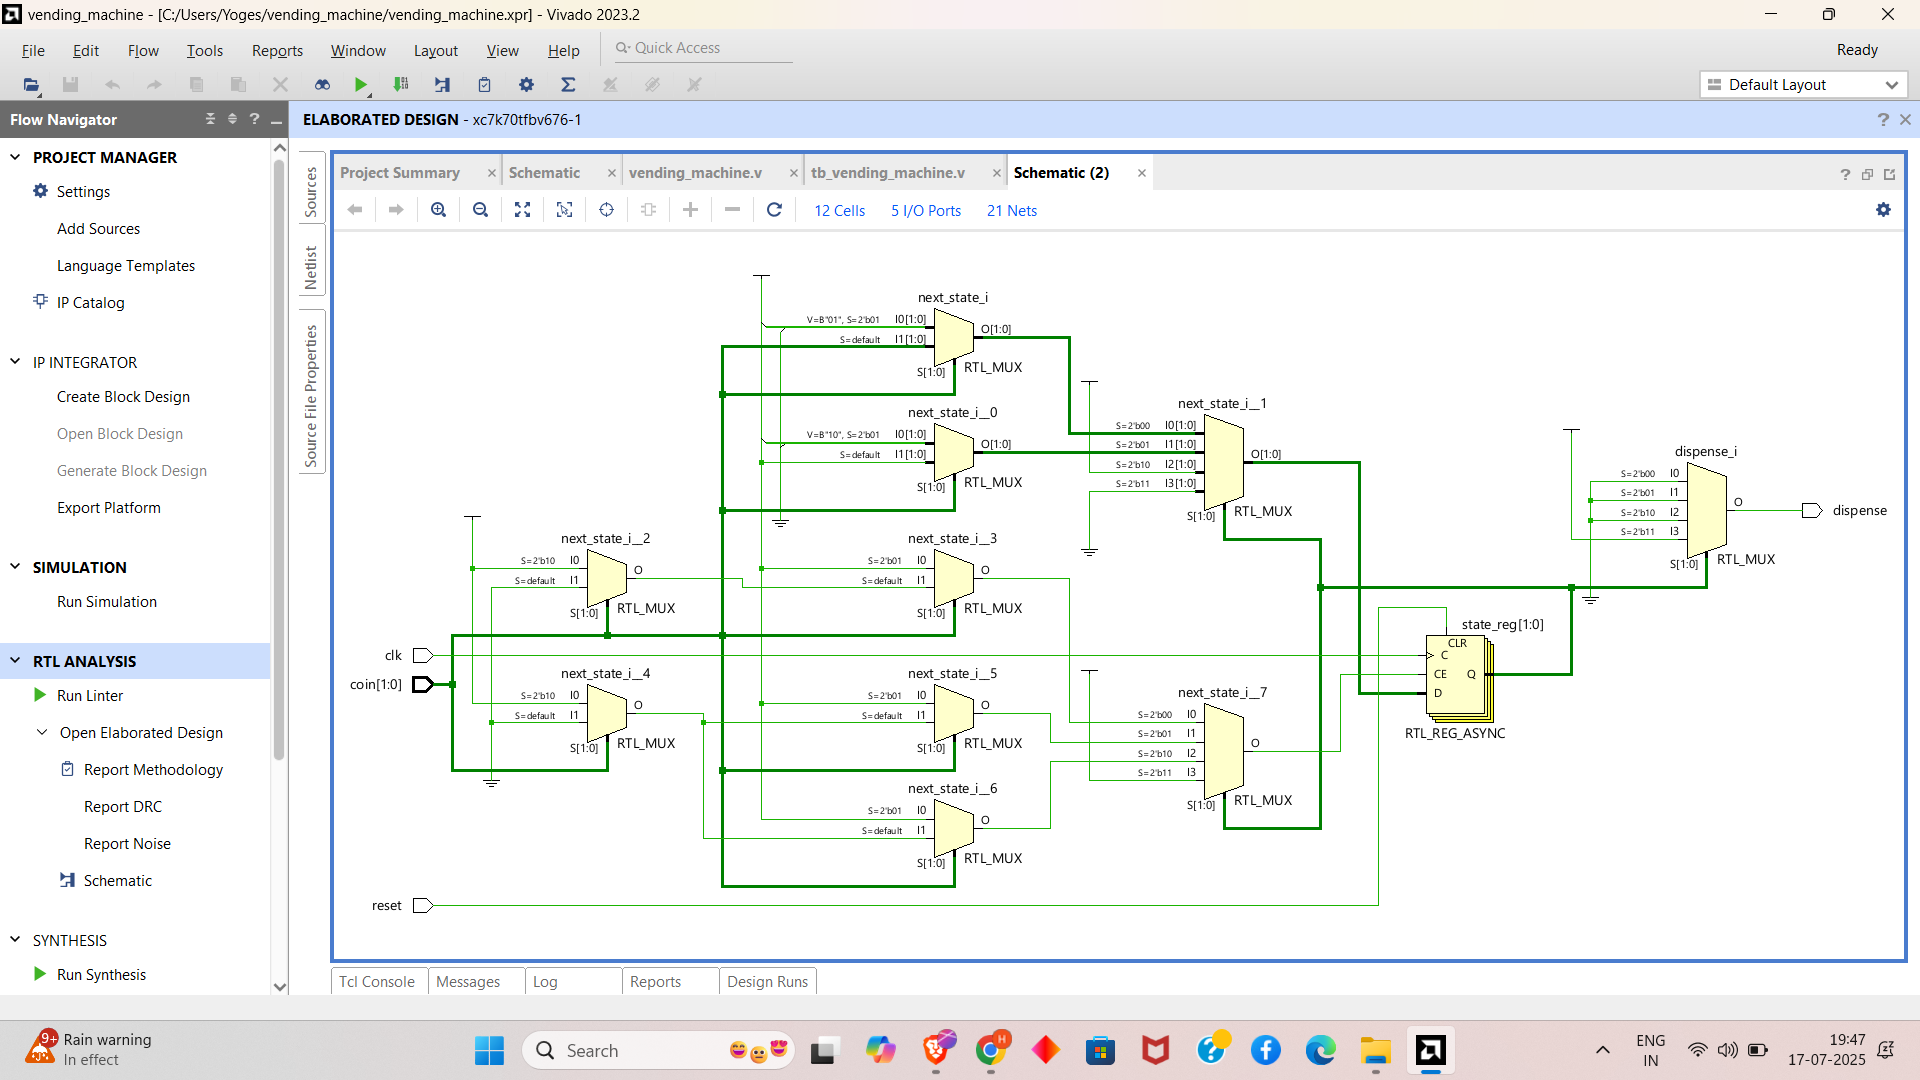 vending_machine - [C:/Users/Yoges/vending_machine/vending_machine.xpr] - Vivado 2023.2
File Edit Flow Tools Reports Window Layout View Help Quick Access
Ready
Default Layout
Flow Navigator
ELABORATED DESIGN - xc7k70tfbv676-1
PROJECT MANAGER
Settings
Add Sources
Language Templates
IP Catalog
IP INTEGRATOR
Create Block Design
Open Block Design
Generate Block Design
Export Platform
SIMULATION
Run Simulation
RTL ANALYSIS
Run Linter
Open Elaborated Design
Report Methodology
Report DRC
Report Noise
Schematic
SYNTHESIS
Run Synthesis
Sources
Netlist
Source File Properties
Project Summary Schematic vending_machine.v tb_vending_machine.v Schematic (2)
12 Cells 5 I/O Ports 21 Nets
next_state_i
V=B"01", S=2'b01 I0[1:0]
S=default I1[1:0]
O[1:0]
S[1:0]
RTL_MUX
next_state_i__0
V=B"10", S=2'b01 I0[1:0]
S=default I1[1:0]
O[1:0]
S[1:0]
RTL_MUX
next_state_i__1
S=2'b00 I0[1:0]
S=2'b01 I1[1:0]
S=2'b10 I2[1:0]
S=2'b11 I3[1:0]
O[1:0]
S[1:0]
RTL_MUX
dispense_i
S=2'b00 I0
S=2'b01 I1
S=2'b10 I2
S=2'b11 I3
O
S[1:0]
RTL_MUX
dispense
next_state_i__2
S=2'b10 I0
S=default I1
O
S[1:0]
RTL_MUX
next_state_i__3
S=2'b01 I0
S=default I1
O
S[1:0]
RTL_MUX
clk
coin[1:0]
next_state_i__4
S=2'b10 I0
S=default I1
O
S[1:0]
RTL_MUX
next_state_i__5
S=2'b01 I0
S=default I1
O
S[1:0]
RTL_MUX
next_state_i__6
S=2'b01 I0
S=default I1
O
S[1:0]
RTL_MUX
next_state_i__7
S=2'b00 I0
S=2'b01 I1
S=2'b10 I2
S=2'b11 I3
O
S[1:0]
RTL_MUX
state_reg[1:0]
CLR
C
CE Q
D
RTL_REG_ASYNC
reset
Tcl Console Messages Log Reports Design Runs
9+
Rain warning
In effect
Search
H
ENG
IN
19:47
17-07-2025